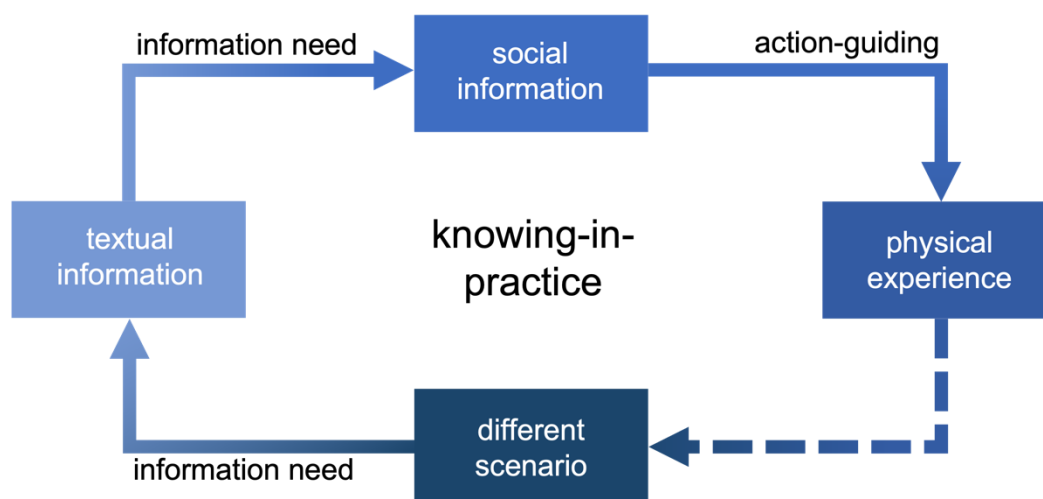 information need
social
information
action-guiding
textual
information
knowing-in-
practice
physical
experience
different
scenario
information need